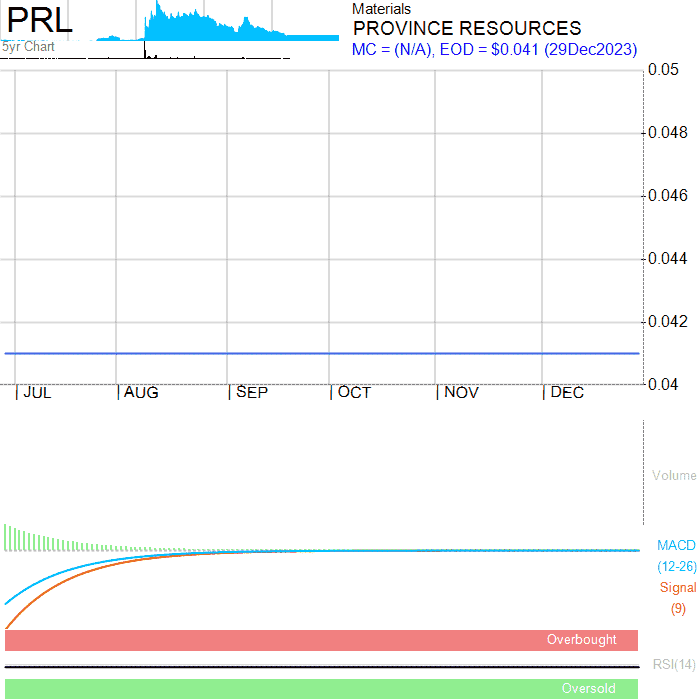 PRL
5yr Chart
Materials
PROVINCE RESOURCES
MC = (N/A), EOD = $0.041 (29Dec2023)
0.05
0.048
0.046
0.044
0.042
0.04
JUL AUG SEP OCT NOV DEC
Volume
MACD
(12-26)
Signal
(9)
Overbought
RSI(14)
Oversold